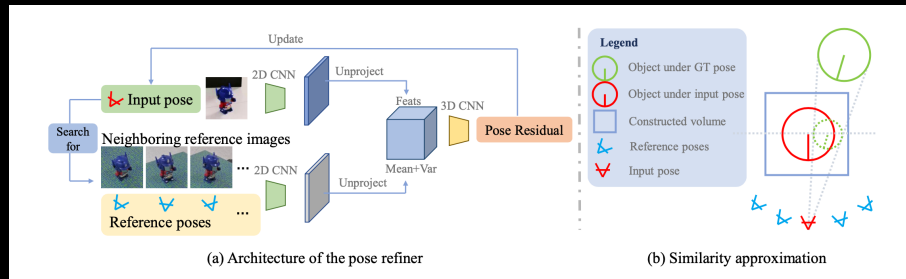 Update
Input pose
2D CNN
Unproject
Feats
3D CNN
Pose Residual
Search for
Neighboring reference images
...
2D CNN
Unproject
Mean+Var
Reference poses
...
(a) Architecture of the pose refiner
Legend
Object under GT pose
Object under input pose
Constructed volume
Reference poses
Input pose
(b) Similarity approximation